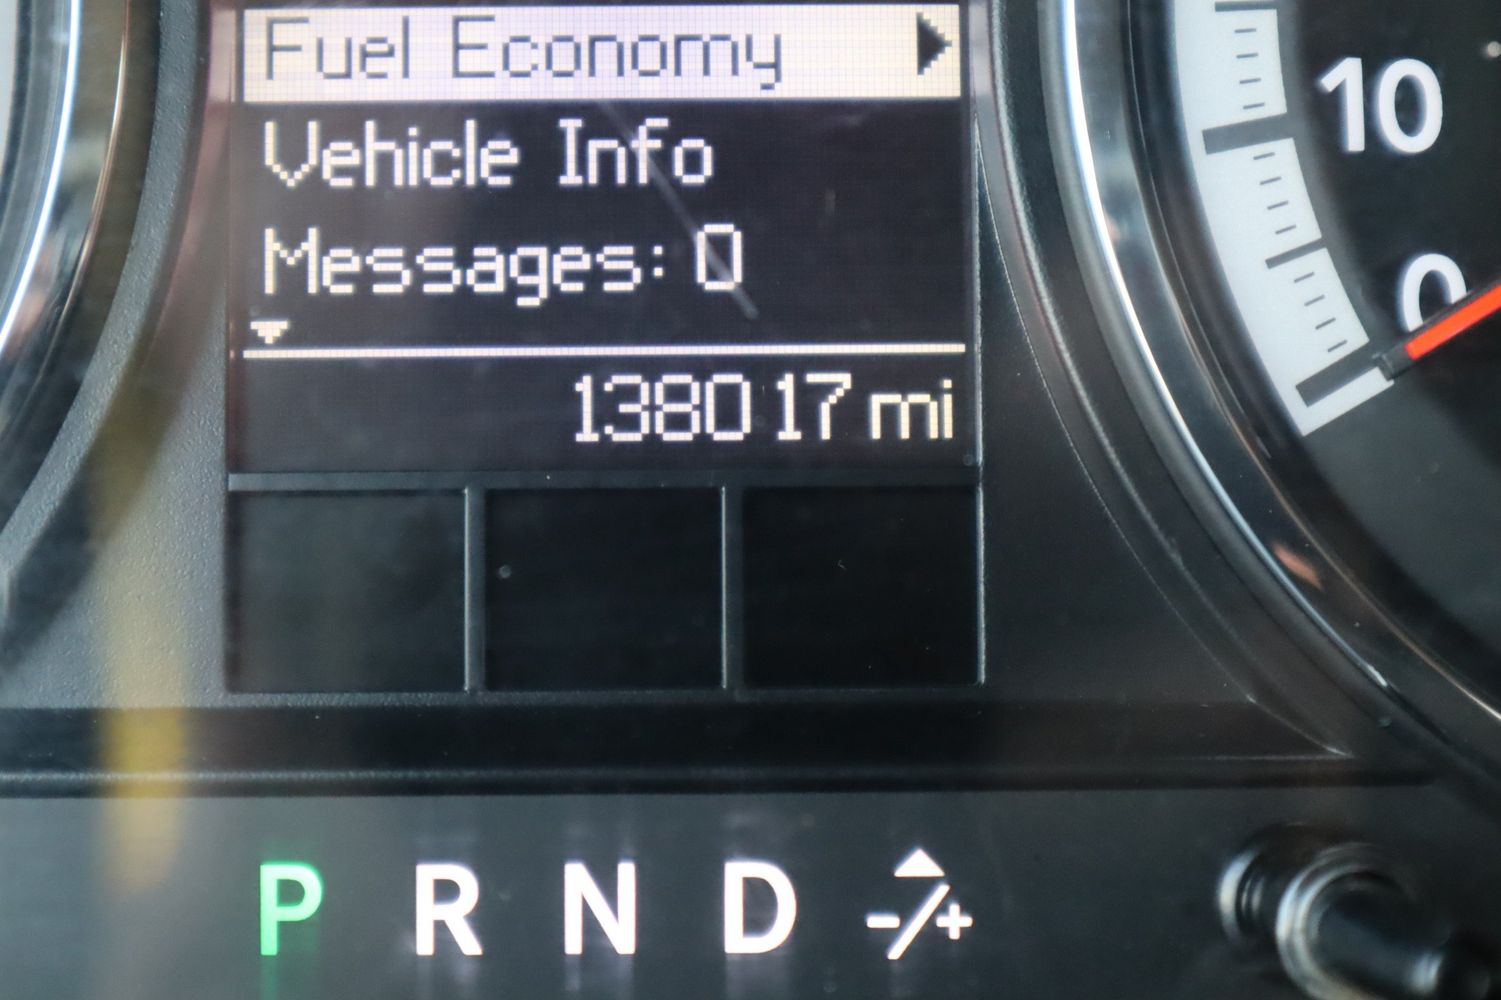 Fuel Economy
Vehicle Info
Messages: 0
138017 mi
10
0
P R N D -/+